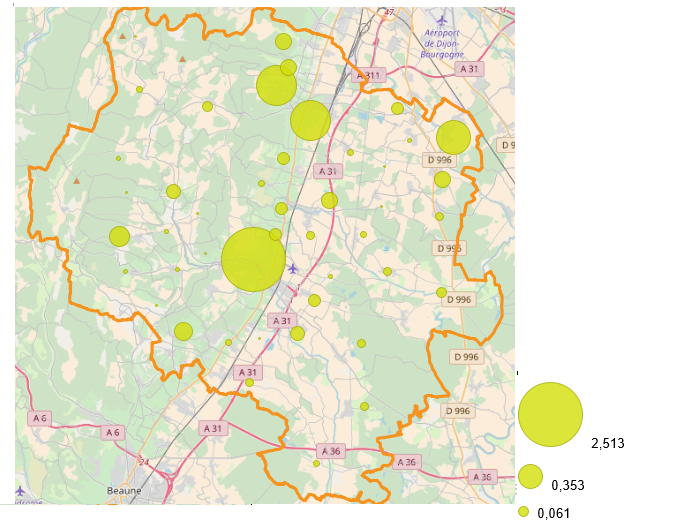 47
Aéroport
de Dijon-
Bourgogne
A 311
A 31
D 9
D 996
A 31
D 996
D 996
A 31
D 996
A 31
D 996
A 6
A 6
A 31
A 36
A 36
A 36
24
Beaune
2,513
0,353
0,061